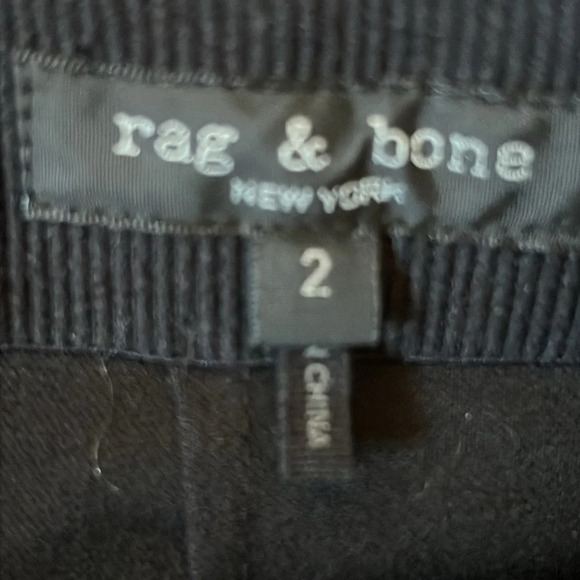 rag & bone
NEW YORK
2
N CHINA